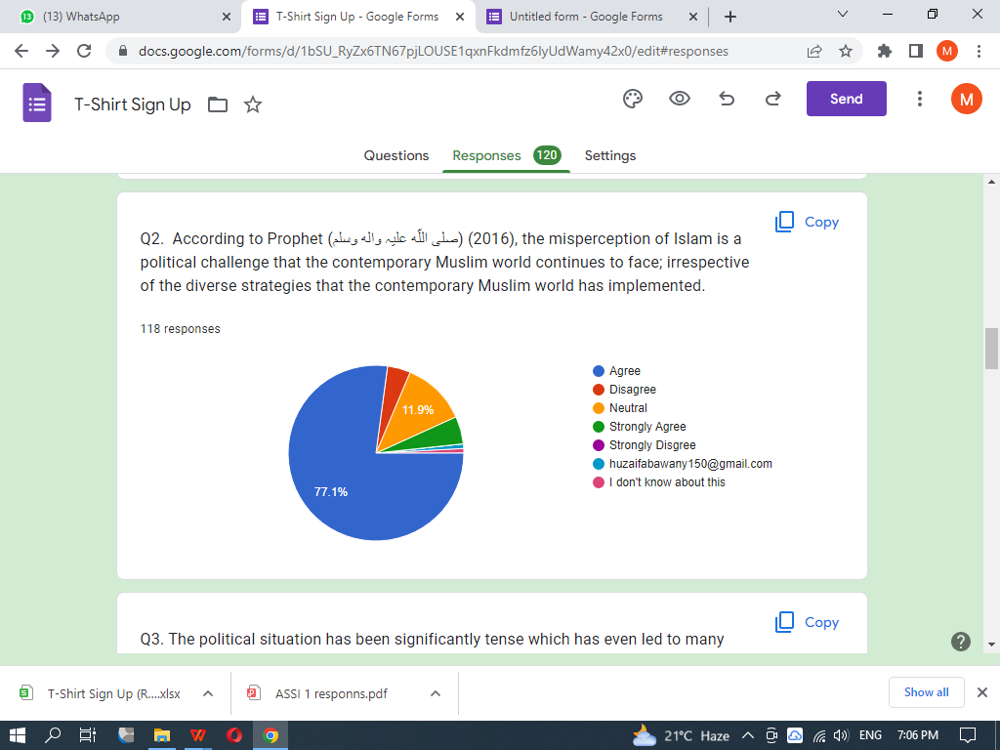 13
(13) WhatsApp
T-Shirt Sign Up - Google Forms
Untitled form - Google Forms
docs.google.com/forms/d/1bSU_RyZx6TN67pjLOUSE1qxnFkdmfz6lyUdWamy42x0/edit#responses
M
T-Shirt Sign Up
Send
M
Questions
Responses 120
Settings
Copy
Q2. According to Prophet (صلی اللّٰه علیہ واله وسلم) (2016), the misperception of Islam is a
political challenge that the contemporary Muslim world continues to face; irrespective
of the diverse strategies that the contemporary Muslim world has implemented.
118 responses
11.9%
77.1%
Agree
Disagree
Neutral
Strongly Agree
Strongly Disgree
huzaifabawany150@gmail.com
I don't know about this
Copy
Q3. The political situation has been significantly tense which has even led to many
T-Shirt Sign Up (R....xlsx
ASSI 1 responns.pdf
Show all
21°C Haze
ENG
7:06 PM